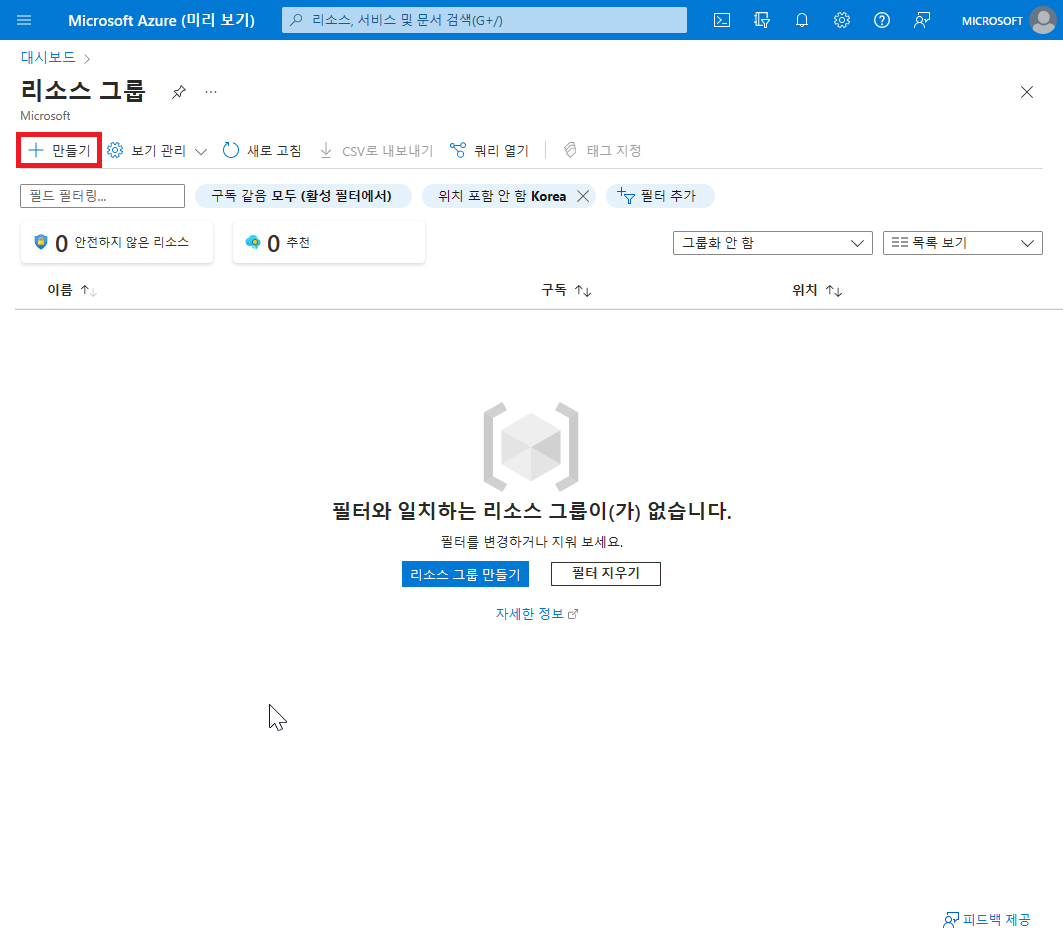 Microsoft Azure (미리 보기) 리소스, 서비스 및 문서 검색(G+/) MICROSOFT
대시보드
리소스 그룹 ...
Microsoft
만들기 보기 관리 새로 고침 CSV로 내보내기 쿼리 열기 태그 지정
필드 필터링... 구독 같음 모두 (활성 필터에서) 위치 포함 안 함 Korea 필터 추가
0 안전하지 않은 리소스 0 추천 그룹화 안 함 목록 보기
이름 ↑↓ 구독 ↑↓ 위치 ↑↓
필터와 일치하는 리소스 그룹이(가) 없습니다.
필터를 변경하거나 지워 보세요.
리소스 그룹 만들기 필터 지우기
자세한 정보
피드백 제공